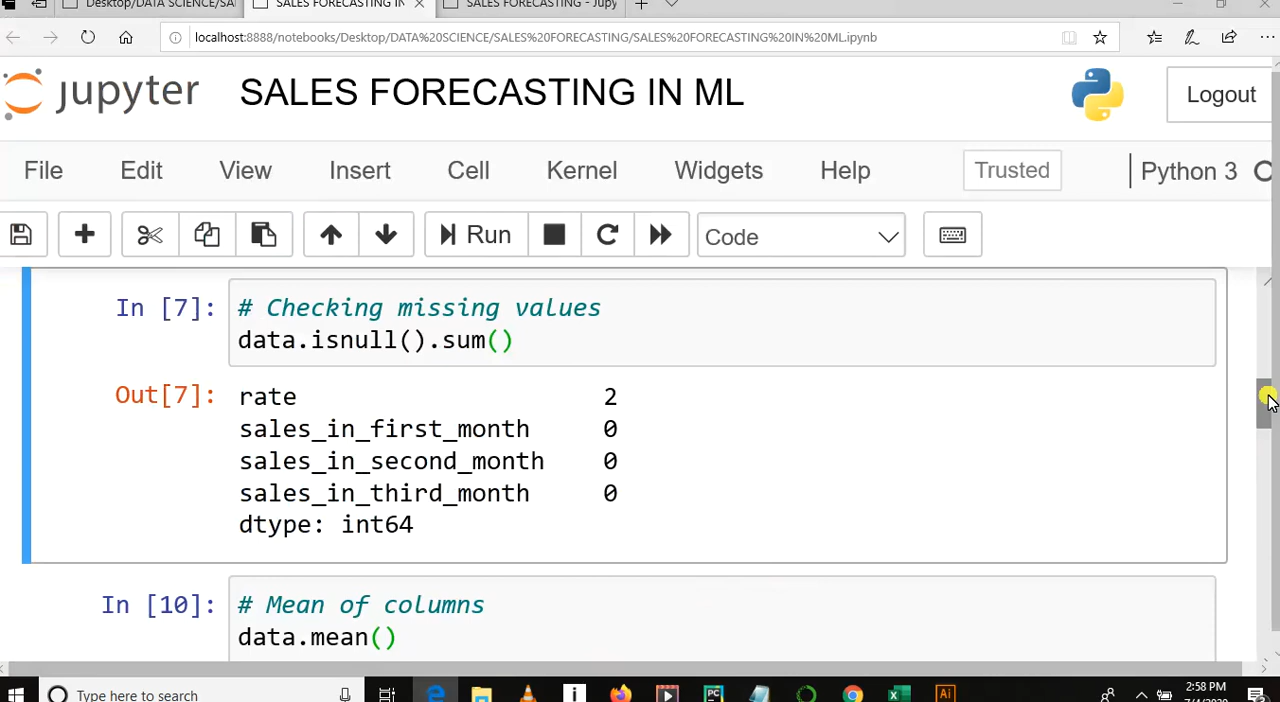 Desktop/DATA SCIENCE/SA
SALES FORECASTING IN
SALES FORECASTING - Jupy
localhost:8888/notebooks/Desktop/DATA%20SCIENCE/SALES%20FORECASTING/SALES%20FORECASTING%20IN%20ML.ipynb
jupyter SALES FORECASTING IN ML Logout
File Edit View Insert Cell Kernel Widgets Help Trusted Python 3
Run Code
In [7]: # Checking missing values
data.isnull().sum()
Out[7]: rate 2
sales_in_first_month 0
sales_in_second_month 0
sales_in_third_month 0
dtype: int64
In [10]: # Mean of columns
data.mean()
Type here to search
PC
Ai
2:58 PM